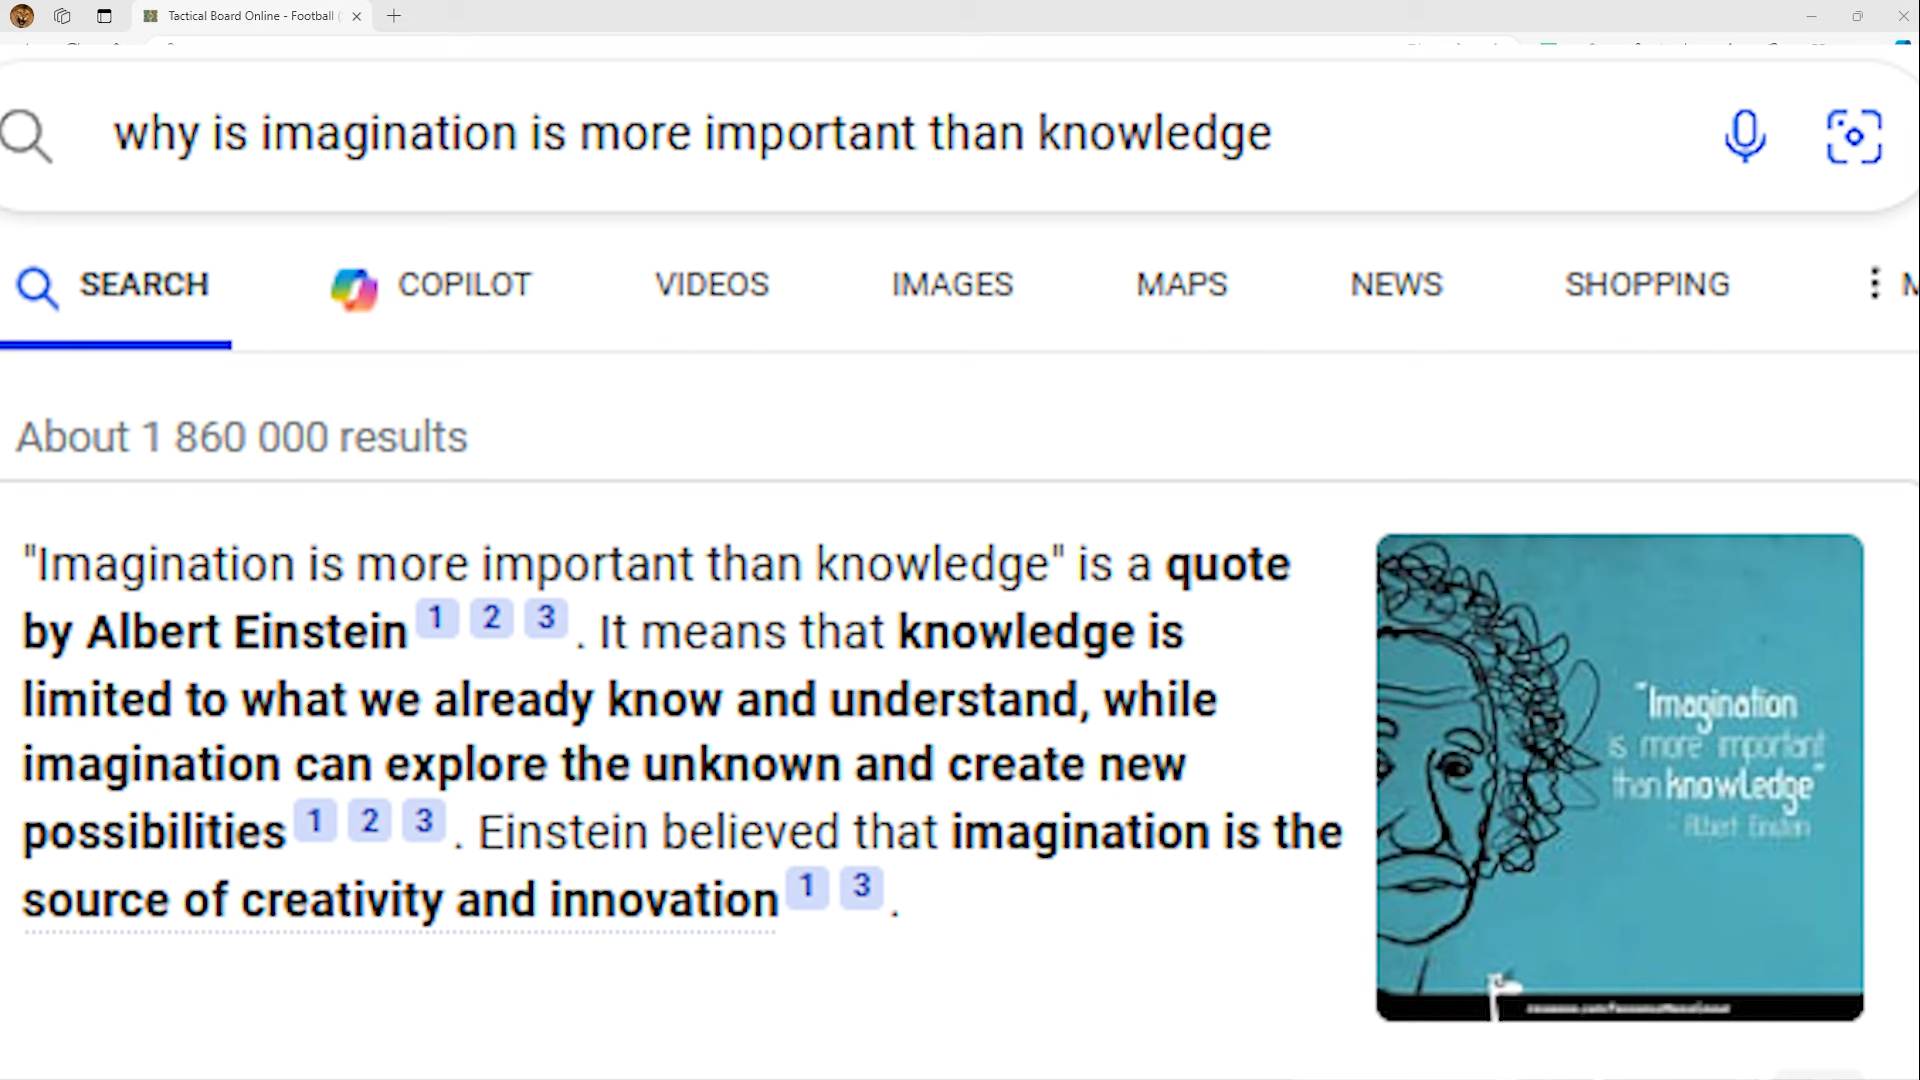 Tactical Board Online - Football (
why is imagination is more important than knowledge
SEARCH COPILOT VIDEOS IMAGES MAPS NEWS SHOPPING M
About 1 860 000 results
"Imagination is more important than knowledge" is a quote
by Albert Einstein 1 2 3 . It means that knowledge is
limited to what we already know and understand, while
imagination can explore the unknown and create new
possibilities 1 2 3 . Einstein believed that imagination is the
source of creativity and innovation 1 3 .
"Imagination
is more important
than knowledge"
- Albert Einstein